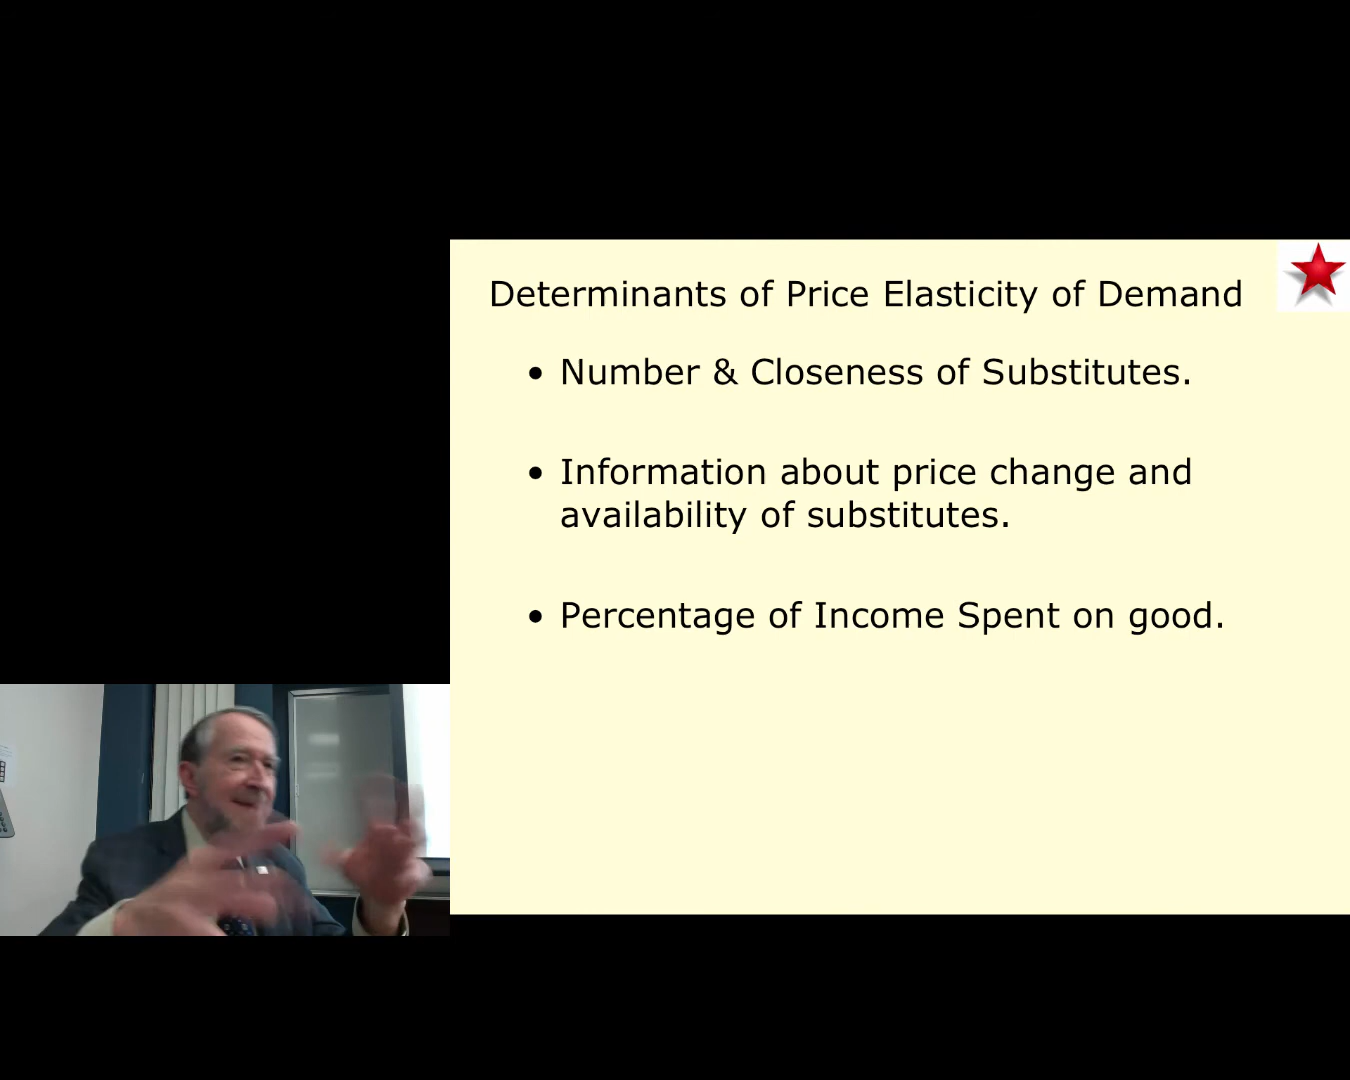 Determinants of Price Elasticity of Demand
• Number & Closeness of Substitutes.
• Information about price change and
availability of substitutes.
• Percentage of Income Spent on good.